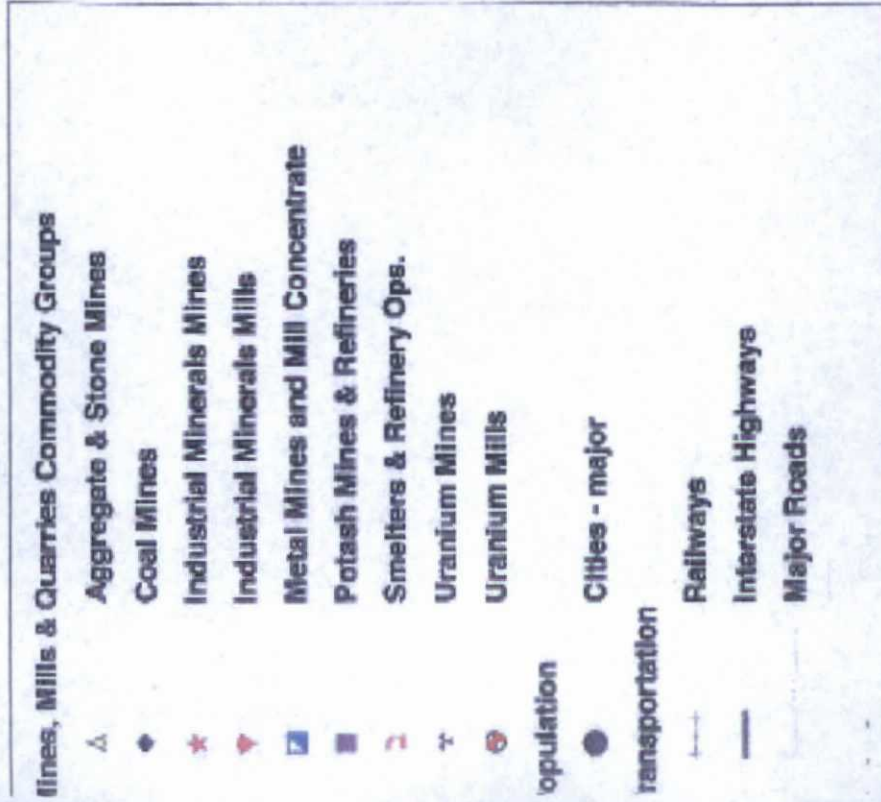 lines, Mills & Quarries Commodity Groups
Aggregate & Stone Mines
Coal Mines
Industrial Minerals Mines
Industrial Minerals Mills
Metal Mines and Mill Concentrate
Potash Mines & Refineries
Smelters & Refinery Ops.
Uranium Mines
Uranium Mills
opulation
Cities - major
ransportation
Railways
Interstate Highways
Major Roads